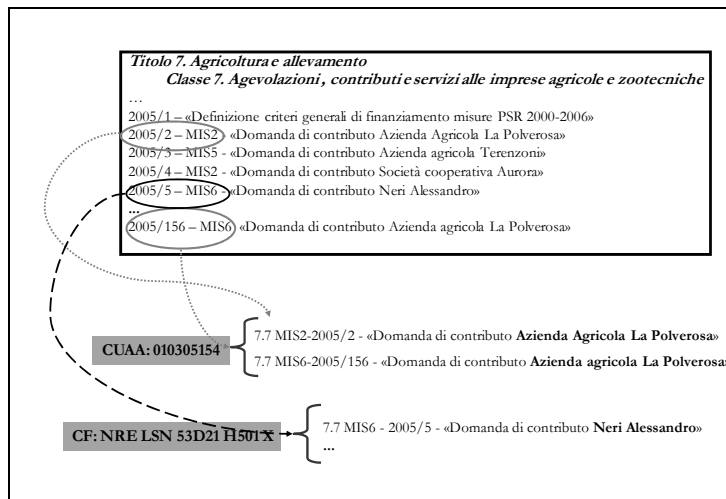 Titolo 7. Agricoltura e allevamento
Classe 7. Agevolazioni, contributi e servizi alle imprese agricole e zootecniche
…
2005/1 – «Definizione criteri generali di finanziamento misure PSR 2000-2006»
2005/2 – MIS2 - «Domanda di contributo Azienda Agricola La Polverosa»
2005/3 – MIS5 - «Domanda di contributo Azienda agricola Terenzoni»
2005/4 – MIS2 - «Domanda di contributo Società cooperativa Aurora»
2005/5 – MIS6 - «Domanda di contributo Neri Alessandro»
...
2005/156 – MIS6 - «Domanda di contributo Azienda agricola La Polverosa»
7.7 MIS2-2005/2 - «Domanda di contributo Azienda Agricola La Polverosa»
CUAA: 010305154
7.7 MIS6-2005/156 - «Domanda di contributo Azienda agricola La Polverosa»
7.7 MIS6 - 2005/5 - «Domanda di contributo Neri Alessandro»
CF: NRE LSN 53D21 H501X
...